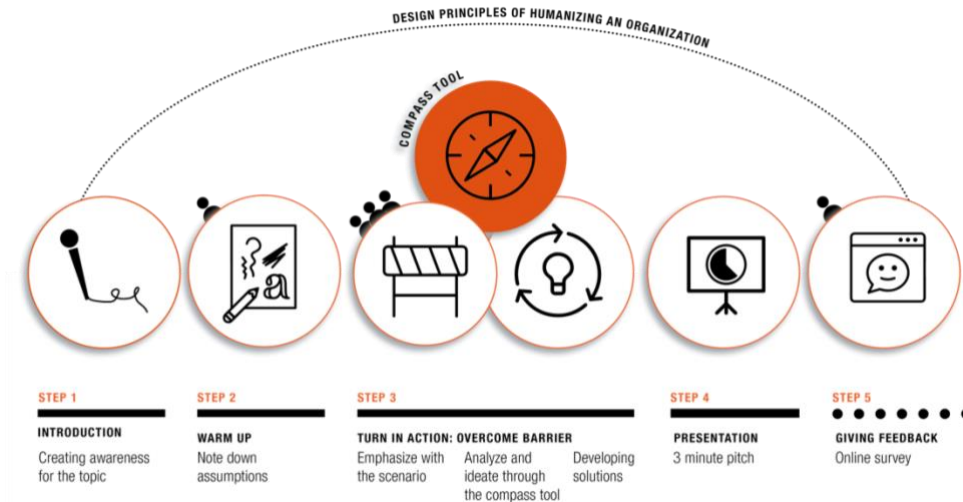 DESIGN PRINCIPLES OF HUMANIZING AN ORGANIZATION
COMPASS TOOL
a
STEP 1
INTRODUCTION
Creating awareness
for the topic
STEP 2
WARM UP
Note down
assumptions
STEP 3
TURN IN ACTION: OVERCOME BARRIER
Emphasize with
the scenario
Analyze and
ideate through
the compass tool
Developing
solutions
STEP 4
PRESENTATION
3 minute pitch
STEP 5
GIVING FEEDBACK
Online survey